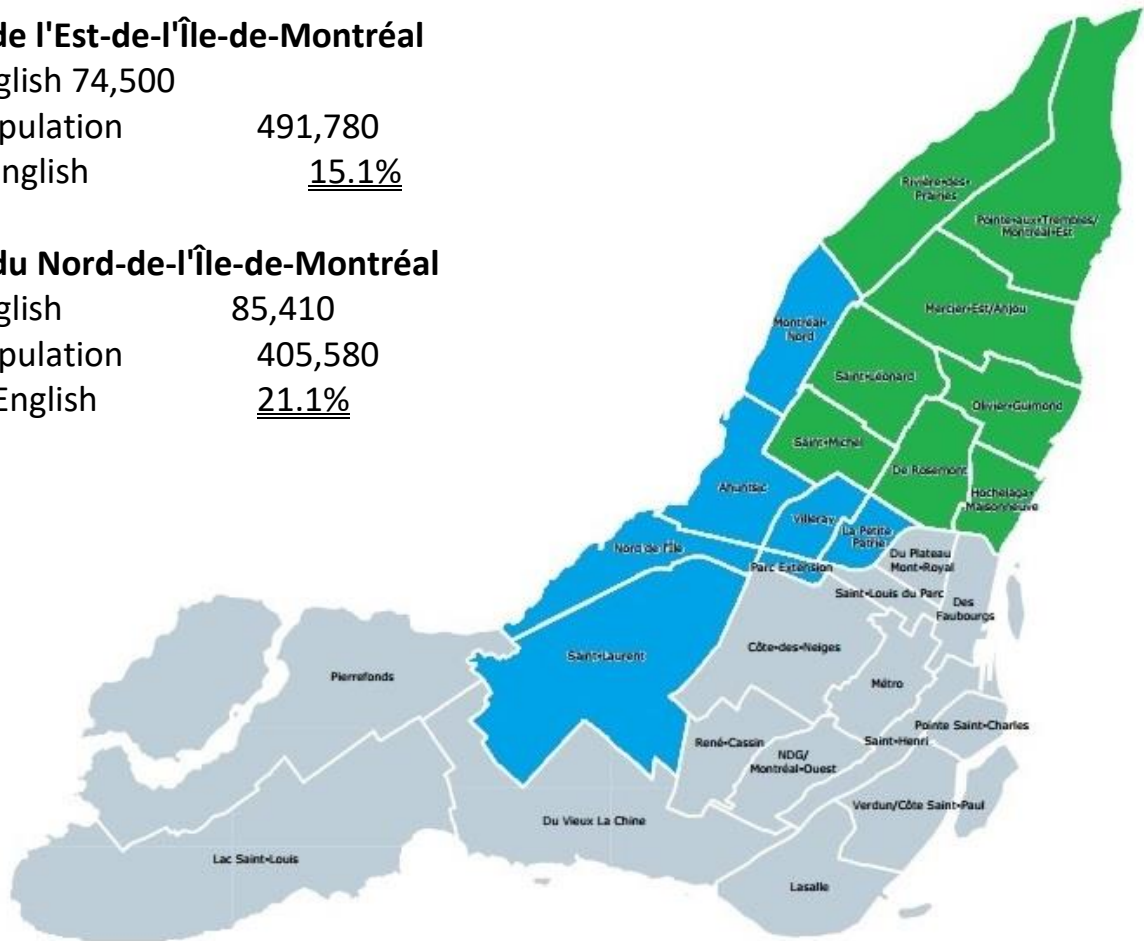 de l'Est-de-l'Île-de-Montréal
glish 74,500
pulation 491,780
nglish 15.1%
du Nord-de-l'Île-de-Montréal
glish 85,410
pulation 405,580
English 21.1%
Rivière-des-
Prairies
Pointe-aux-Trembles/
Montréal-Est
Mercier-Est/Anjou
Montréal-
Nord
Saint-Léonard
Olivier-Guimond
Saint-Michel
De Rosemont
Hochelaga-
Maisonneuve
Ahuntsic
Villeray
La Petite
Patrie
Nord de l'Île
Parc Extension
Du Plateau
Mont-Royal
Saint-Louis du Parc
Des
Faubourgs
Saint-Laurent
Côte-des-Neiges
Pierrefonds
Métro
Pointe Saint-Charles
René-Cassin
Saint-Henri
NDG/
Montréal-Ouest
Verdun/Côte Saint-Paul
Du Vieux La Chine
Lac Saint-Louis
Lasalle